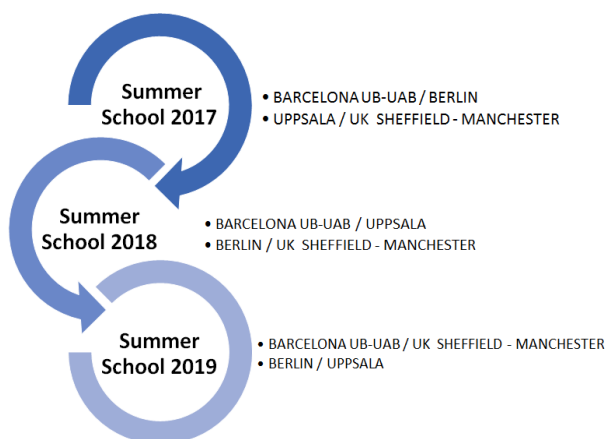 Summer
School 2017
• BARCELONA UB-UAB / BERLIN
• UPPSALA / UK SHEFFIELD - MANCHESTER
Summer
School 2018
• BARCELONA UB-UAB / UPPSALA
• BERLIN / UK SHEFFIELD - MANCHESTER
Summer
School 2019
• BARCELONA UB-UAB / UK SHEFFIELD - MANCHESTER
• BERLIN / UPPSALA